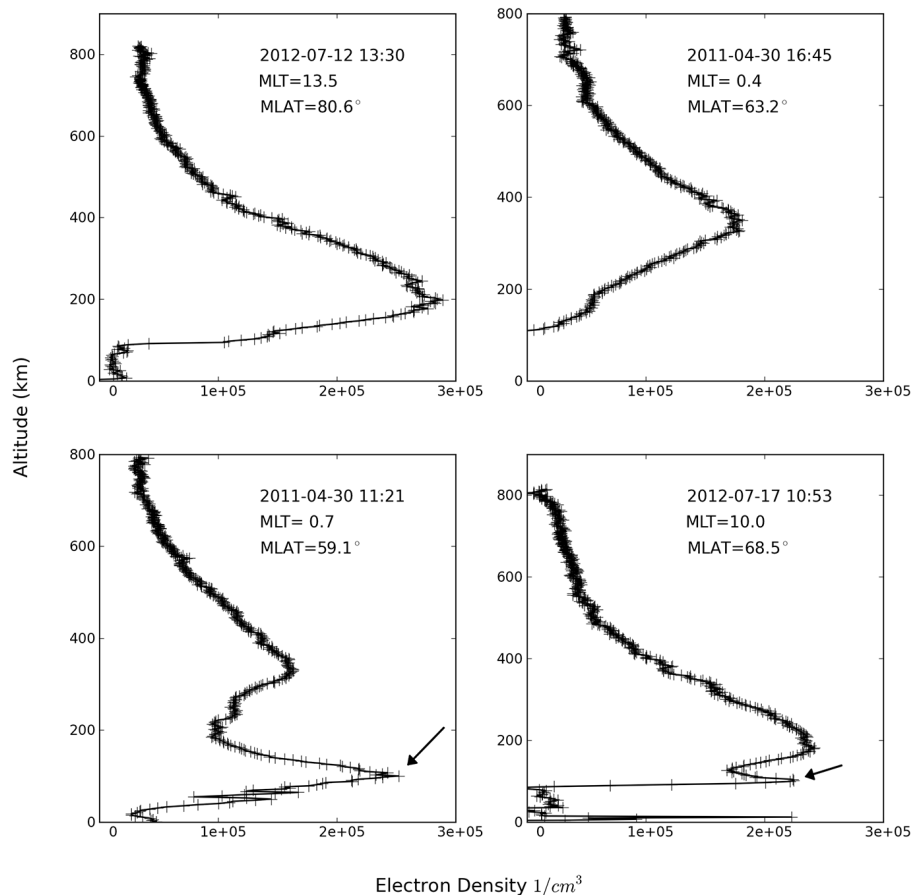 800
600
400
200
0
0
1e+05
2e+05
3e+05
2012-07-12 13:30
MLT=13.5
MLAT=80.6°
800
600
400
200
0
0
1e+05
2e+05
3e+05
2011-04-30 16:45
MLT= 0.4
MLAT=63.2°
Altitude (km)
800
600
400
200
0
0
1e+05
2e+05
3e+05
2011-04-30 11:21
MLT= 0.7
MLAT=59.1°
800
600
400
200
0
0
1e+05
2e+05
3e+05
2012-07-17 10:53
MLT=10.0
MLAT=68.5°
Electron Density 1/cm³